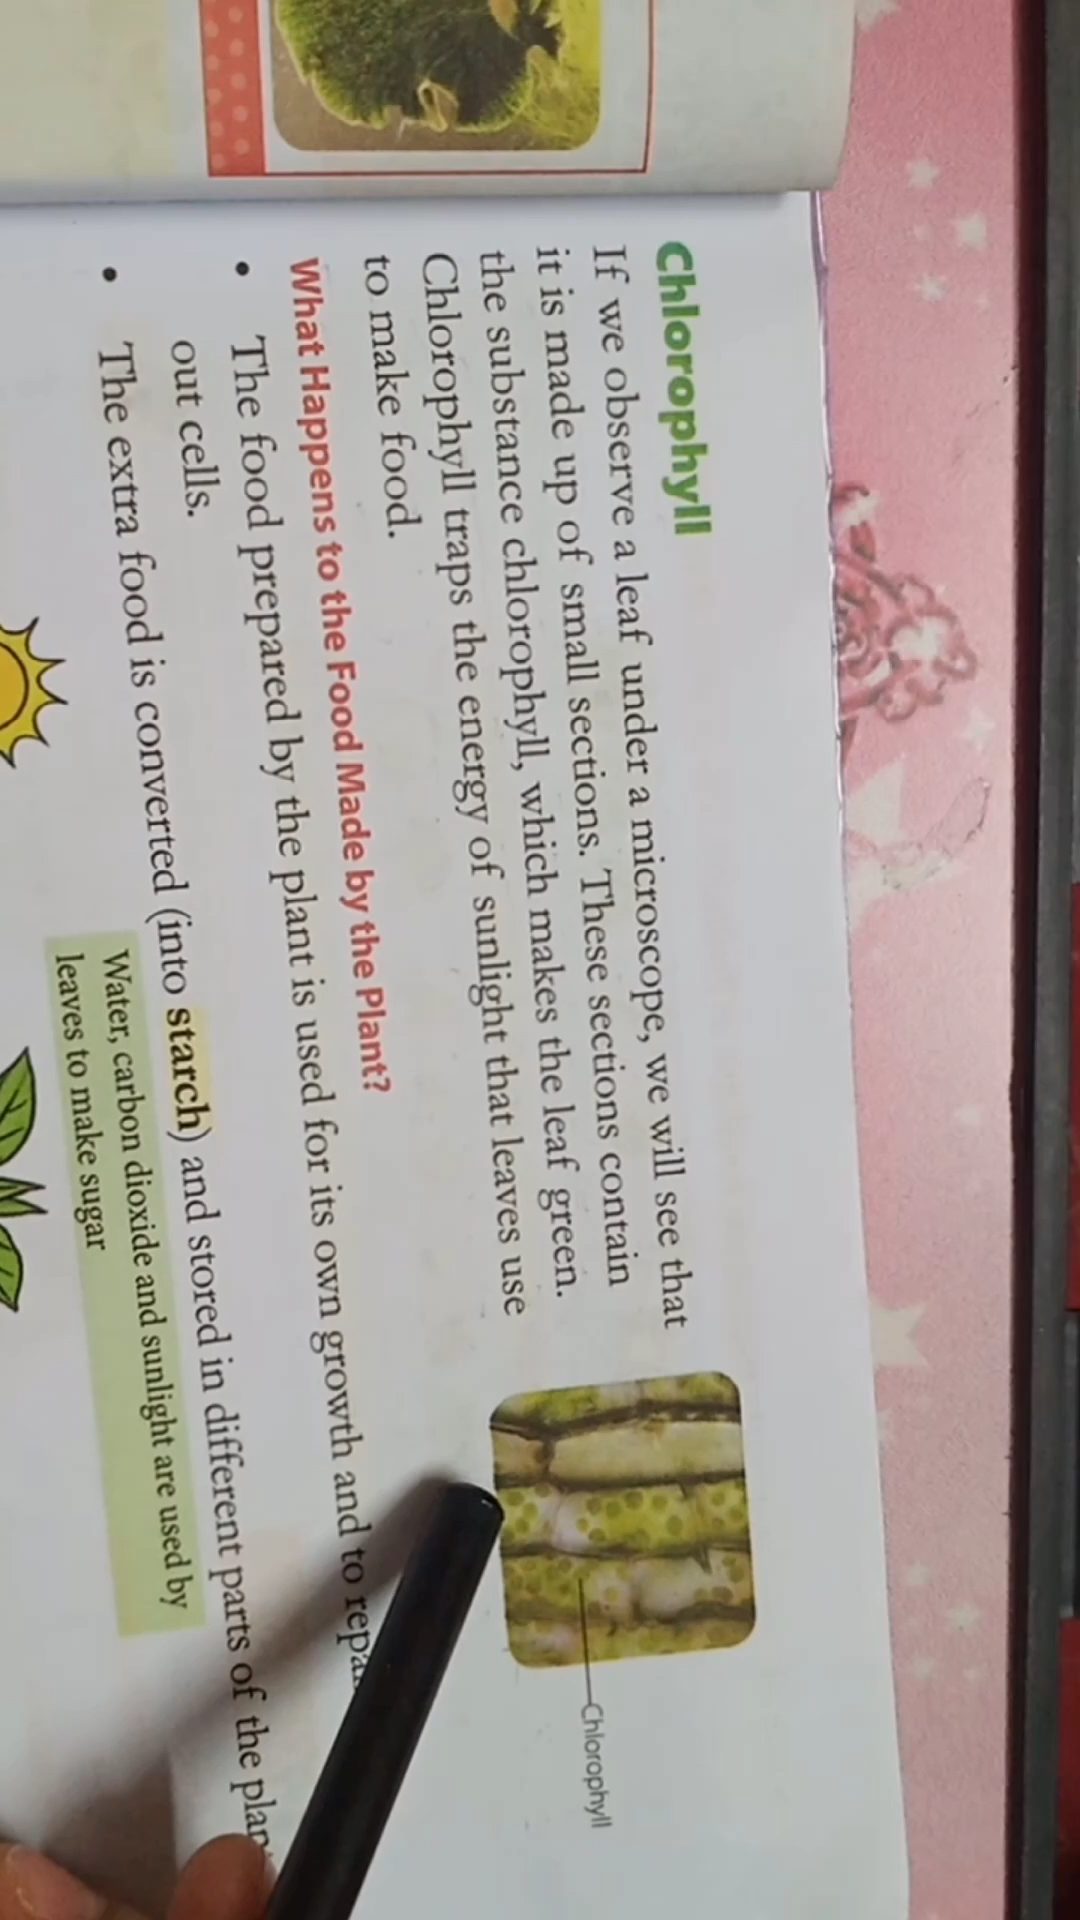 Chlorophyll
If we observe a leaf under a microscope, we will see that
it is made up of small sections. These sections contain
the substance chlorophyll, which makes the leaf green.
Chlorophyll traps the energy of sunlight that leaves use
to make food.
Chlorophyll
What Happens to the Food Made by the Plant?
• The food prepared by the plant is used for its own growth and to
out cells.
• The extra food is converted (into starch) and stored in different parts of the
Water, carbon dioxide and sunlight are used by
leaves to make sugar